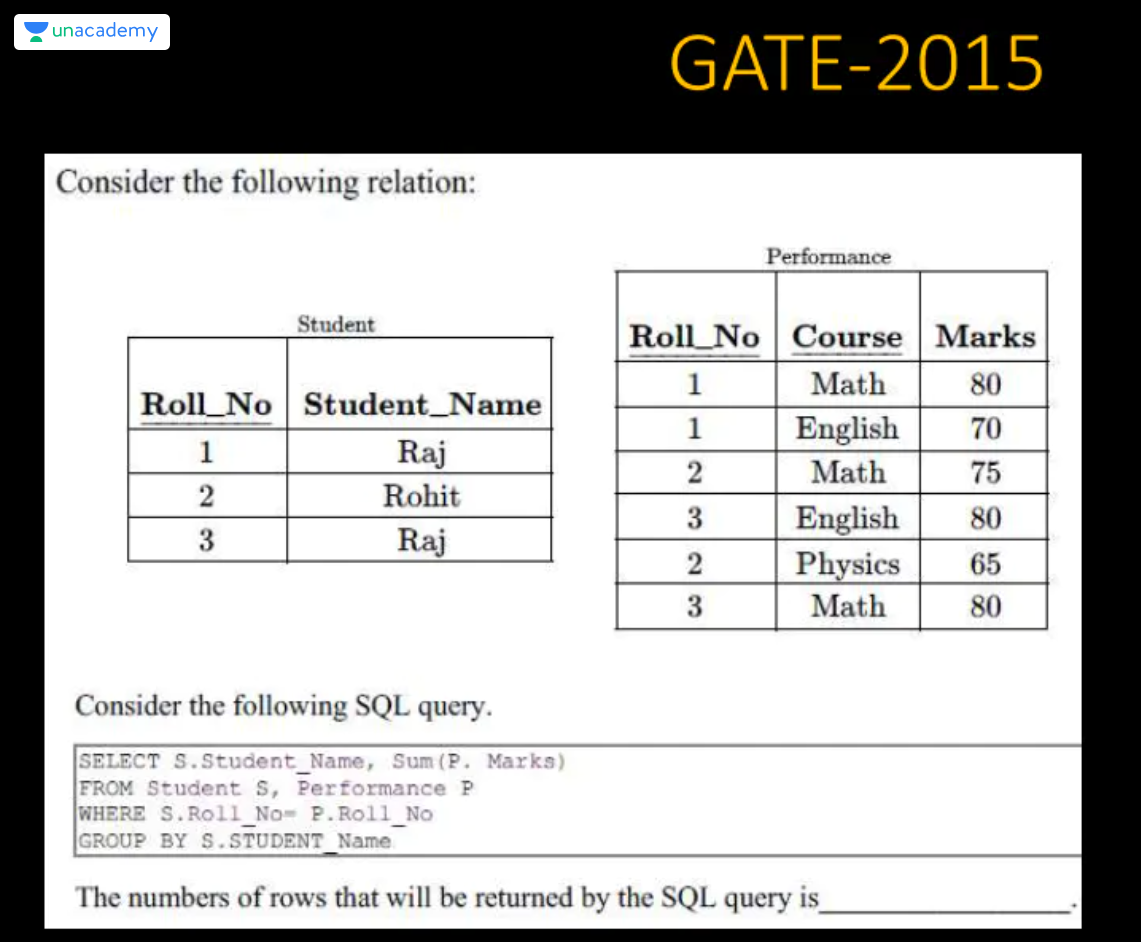 unacademy
GATE-2015
Consider the following relation:
Student
Roll_No Student_Name
1 Raj
2 Rohit
3 Raj
Performance
Roll_No Course Marks
1 Math 80
1 English 70
2 Math 75
3 English 80
2 Physics 65
3 Math 80
Consider the following SQL query.
SELECT S.Student_Name, Sum(P. Marks)
FROM Student S, Performance P
WHERE S.Roll_No= P.Roll_No
GROUP BY S.STUDENT_Name
The numbers of rows that will be returned by the SQL query is_________________.